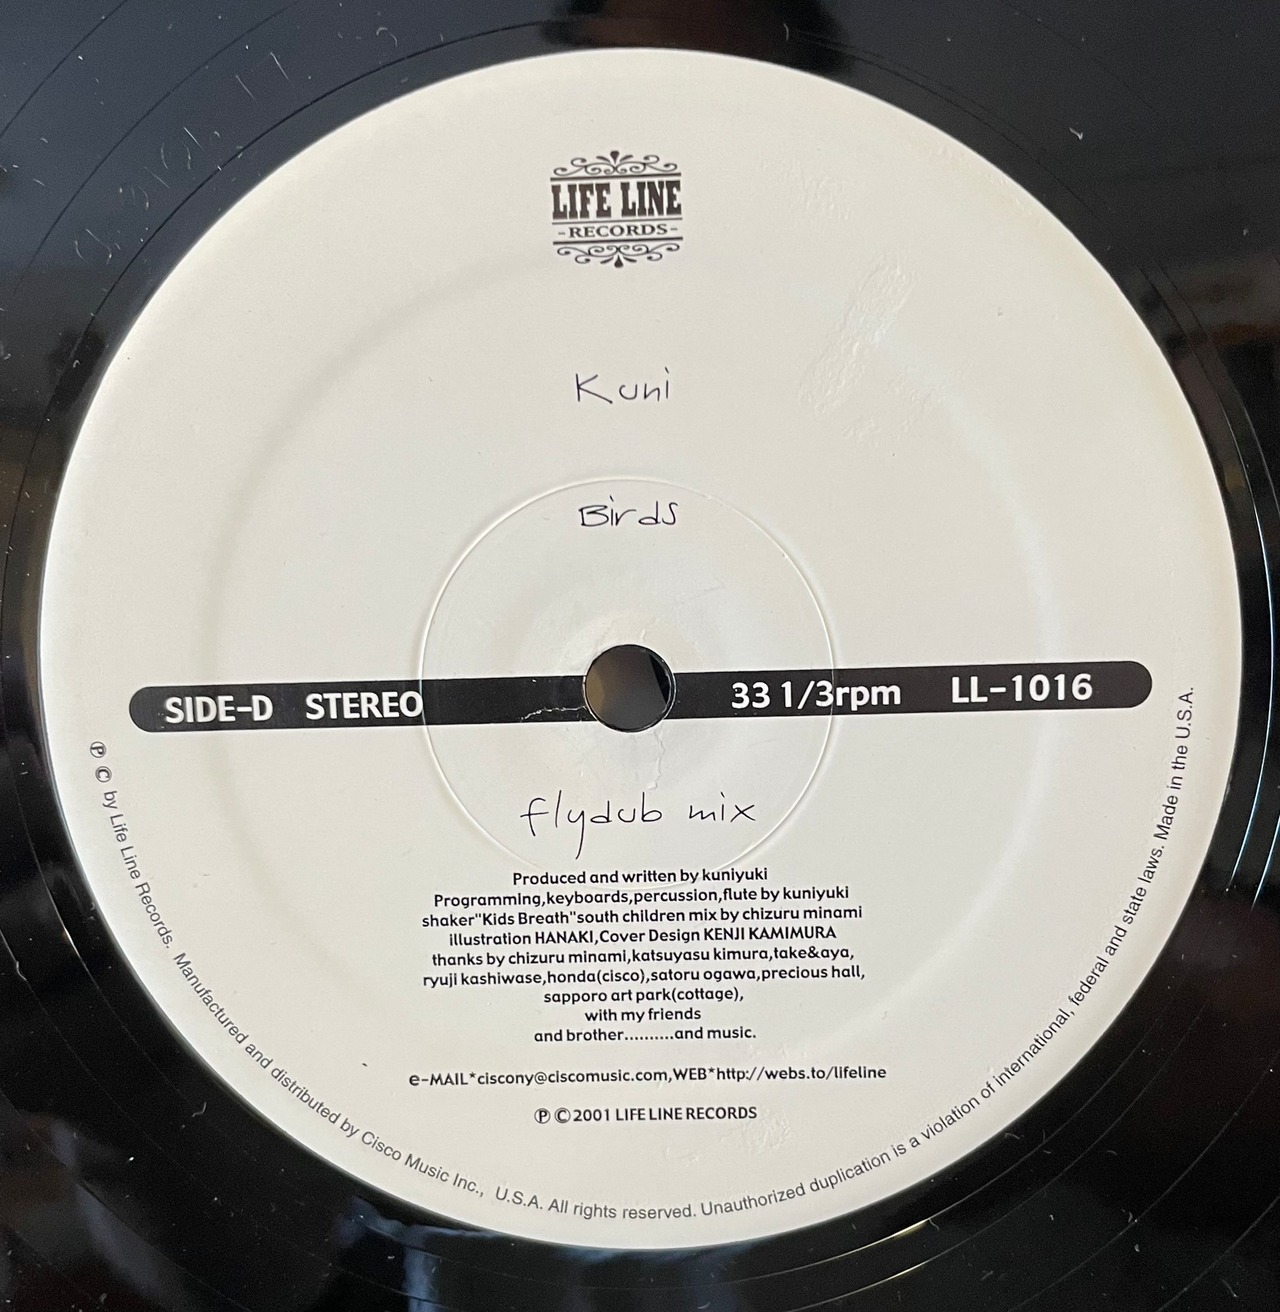 LIFE LINE
-RECORDS-
Kuni
Birds
SIDE-D STEREO 33 1/3rpm LL-1016
flydub mix
Produced and written by kuniyuki
Programming,keyboards,percussion,flute by kuniyuki
shaker"Kids Breath"south children mix by chizuru minami
illustration HANAKI,Cover Design KENJI KAMIMURA
thanks by chizuru minami,katsuyasu kimura,take&aya,
ryuji kashiwase,honda(cisco),satoru ogawa,precious hall,
sapporo art park(cottage),
with my friends
and brother..........and music.
e-MAIL*ciscony@ciscomusic.com,WEB*http://webs.to/lifeline
℗ © 2001 LIFE LINE RECORDS
℗ © by Life Line Records. Manufactured and distributed by Cisco Music Inc., U.S.A. All rights reserved. Unauthorized duplication is a violation of international, federal and state laws. Made in the U.S.A.